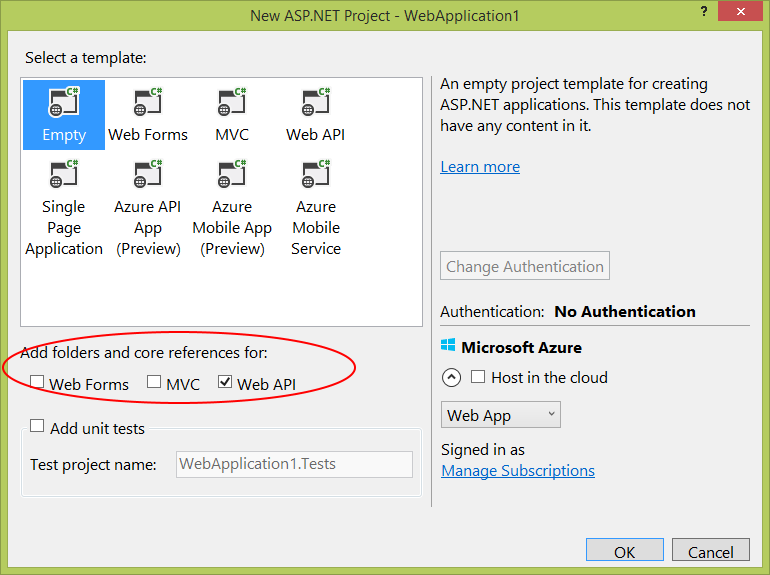 New ASP.NET Project - WebApplication1
?
Select a template:
C# C# C# C#
Empty Web Forms MVC Web API
C# C# C# C#
Single Azure API Azure Azure
Page App Mobile App Mobile
Application (Preview) (Preview) Service
An empty project template for creating
ASP.NET applications. This template does not
have any content in it.
Learn more
Change Authentication
Authentication: No Authentication
Add folders and core references for:
Web Forms MVC Web API
Add unit tests
Test project name: WebApplication1.Tests
Microsoft Azure
Host in the cloud
Web App
Signed in as
Manage Subscriptions
OK Cancel